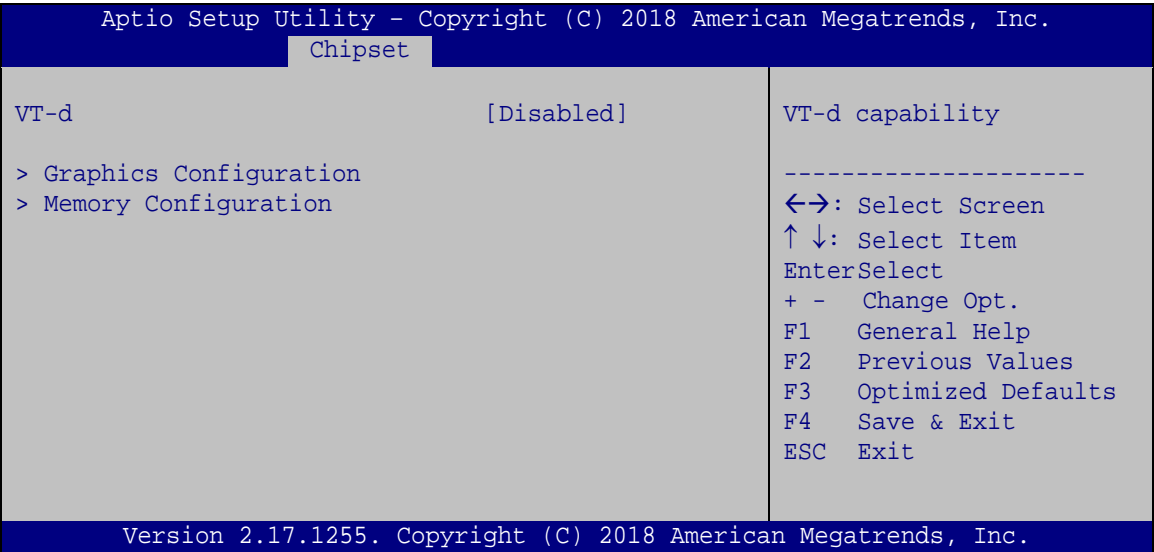 Aptio Setup Utility – Copyright (C) 2018 American Megatrends, Inc.
Chipset
VT-d [Disabled]
> Graphics Configuration
> Memory Configuration
VT-d capability
---------------------
←→: Select Screen
↑ ↓: Select Item
EnterSelect
+ - Change Opt.
F1 General Help
F2 Previous Values
F3 Optimized Defaults
F4 Save & Exit
ESC Exit
Version 2.17.1255. Copyright (C) 2018 American Megatrends, Inc.